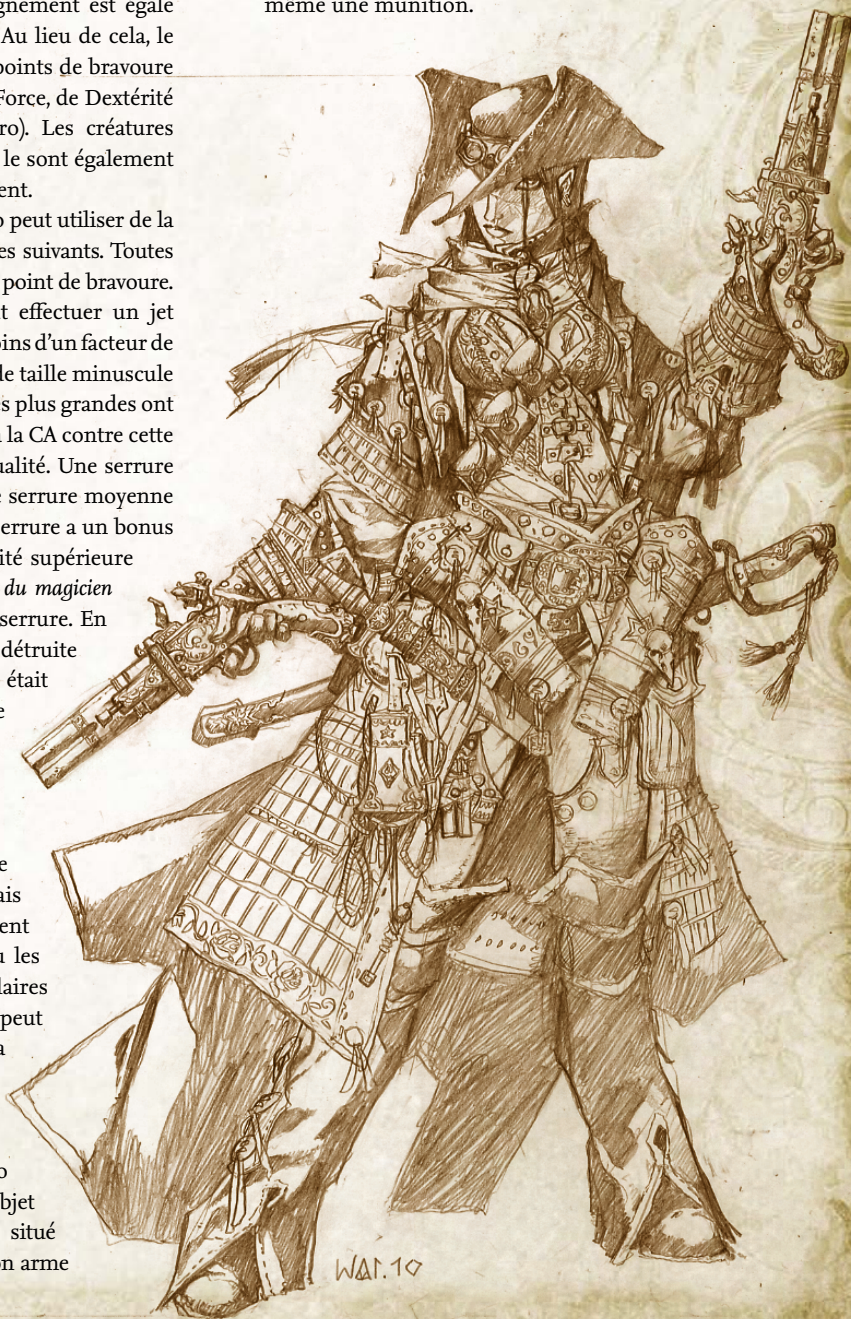 gnement est égale
Au lieu de cela, le
points de bravoure
Force, de Dextérité
ro). Les créatures
le sont également
ent.
o peut utiliser de la
es suivants. Toutes
point de bravoure.
t effectuer un jet
oins d'un facteur de
de taille minuscule
s plus grandes ont
à la CA contre cette
ualité. Une serrure
e serrure moyenne
errure a un bonus
ité supérieure
du magicien
serrure. En
détruite
était
e
e
ais
ent
u les
laires
peut
a
o
bjet
situé
on arme
même une munition.
WAR.10